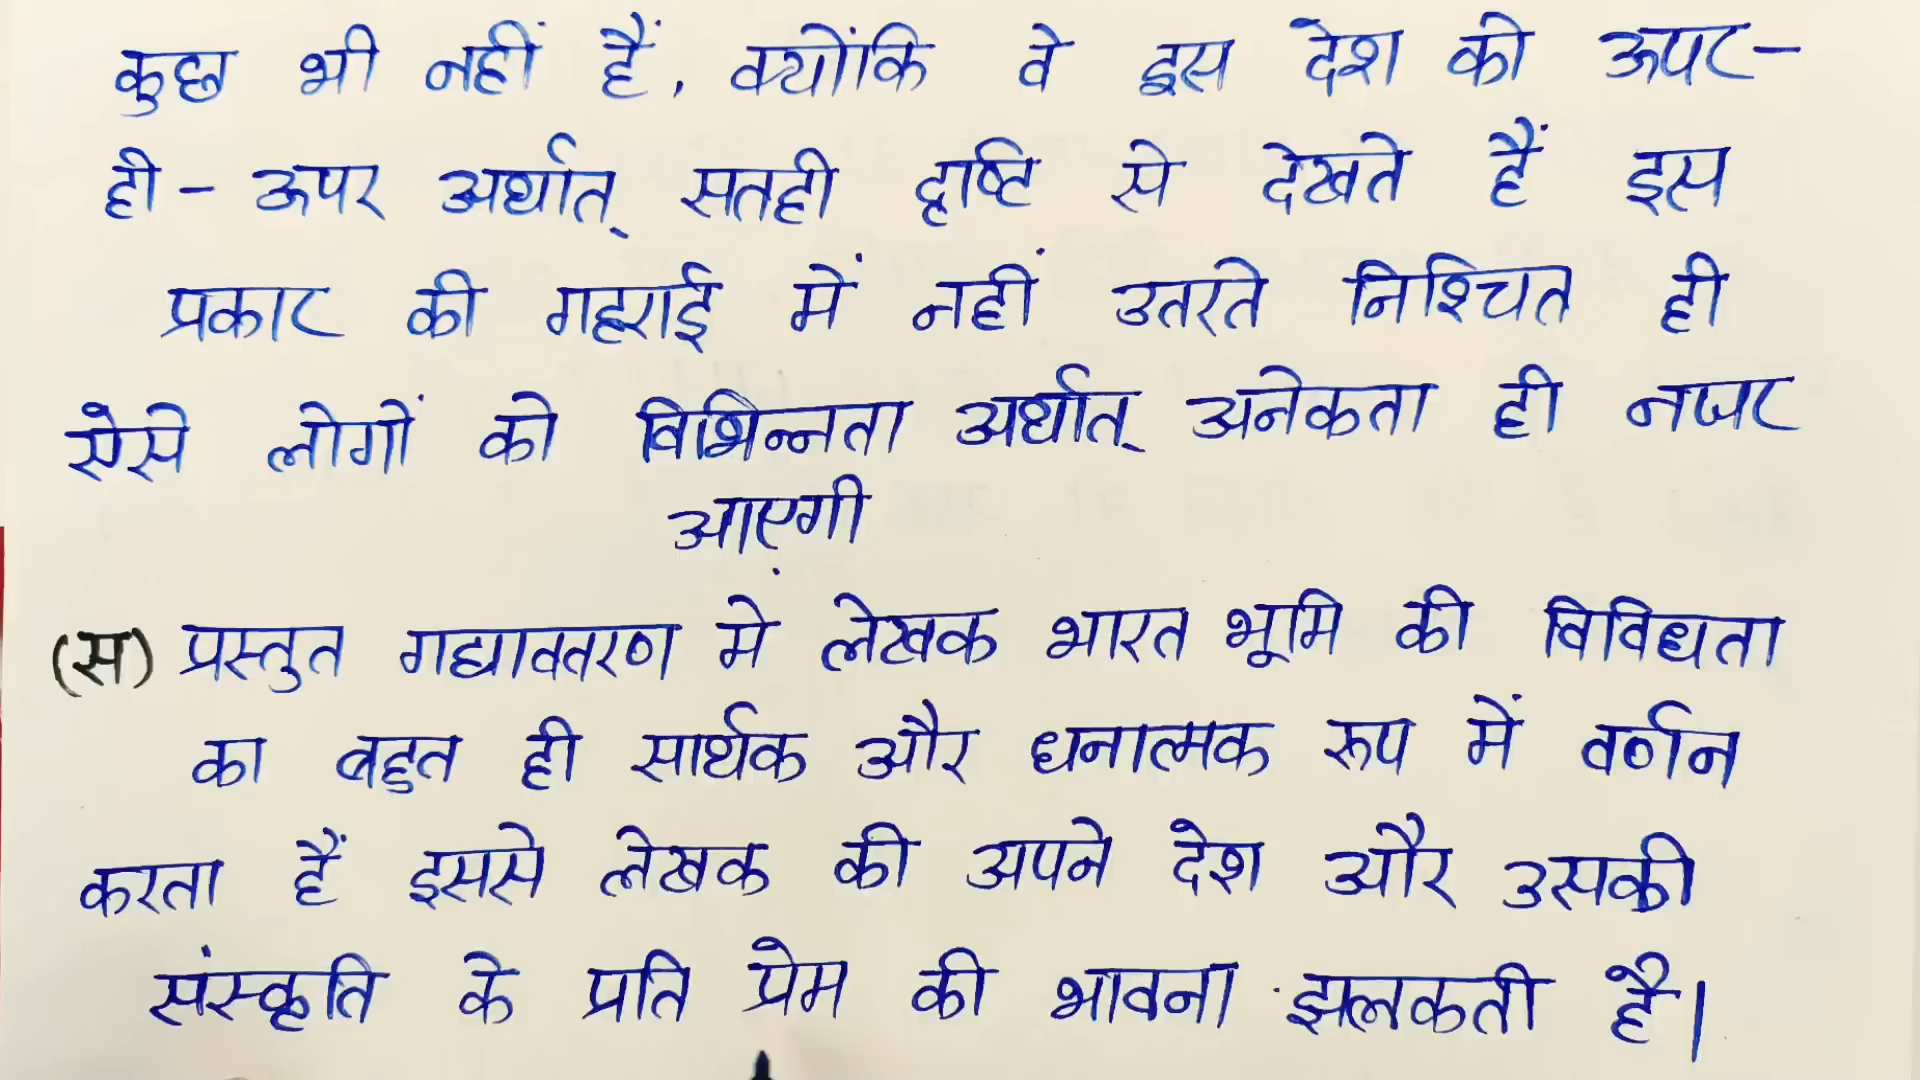 कुछ भी नहीं हैं, क्योंकि वे इस देश को ऊपर-
ही - ऊपर अर्थात् सतही दृष्टि से देखते हैं इस
प्रकार की गहराई में नहीं उतरते निश्चित ही
ऐसे लोगों को विभिन्नता अर्थात् अनेकता ही नजर
आएगी
(स) प्रस्तुत गद्यावतरण में लेखक भारत भूमि की विविधता
का बहुत ही सार्थक और धनात्मक रूप में वर्णन
करता हैं इससे लेखक की अपने देश और उसकी
संस्कृति के प्रति प्रेम की भावना झलकती है।